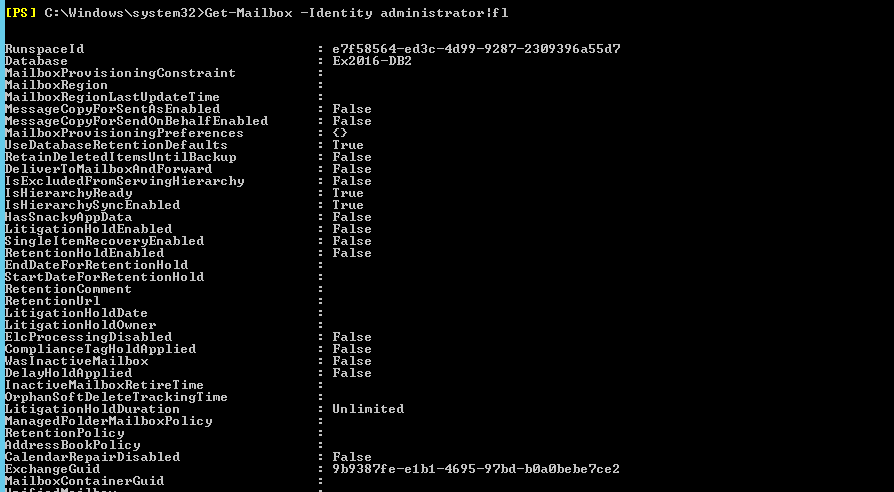 [PS] C:\Windows\system32>Get-Mailbox -Identity administrator|fl
RunspaceId : e7f58564-ed3c-4d99-9287-2309396a55d7
Database : Ex2016-DB2
MailboxProvisioningConstraint :
MailboxRegion :
MailboxRegionLastUpdateTime :
MessageCopyForSentAsEnabled : False
MessageCopyForSendOnBehalfEnabled : False
MailboxProvisioningPreferences : {}
UseDatabaseRetentionDefaults : True
RetainDeletedItemsUntilBackup : False
DeliverToMailboxAndForward : False
IsExcludedFromServingHierarchy : False
IsHierarchyReady : True
IsHierarchySyncEnabled : True
HasSnackyAppData : False
LitigationHoldEnabled : False
SingleItemRecoveryEnabled : False
RetentionHoldEnabled : False
EndDateForRetentionHold :
StartDateForRetentionHold :
RetentionComment :
RetentionUrl :
LitigationHoldDate :
LitigationHoldOwner :
ElcProcessingDisabled : False
ComplianceTagHoldApplied : False
WasInactiveMailbox : False
DelayHoldApplied : False
InactiveMailboxRetireTime :
OrphanSoftDeleteTrackingTime :
LitigationHoldDuration : Unlimited
ManagedFolderMailboxPolicy :
RetentionPolicy :
AddressBookPolicy :
CalendarRepairDisabled : False
ExchangeGuid : 9b9387fe-e1b1-4695-97bd-b0a0bebe7ce2
MailboxContainerGuid :